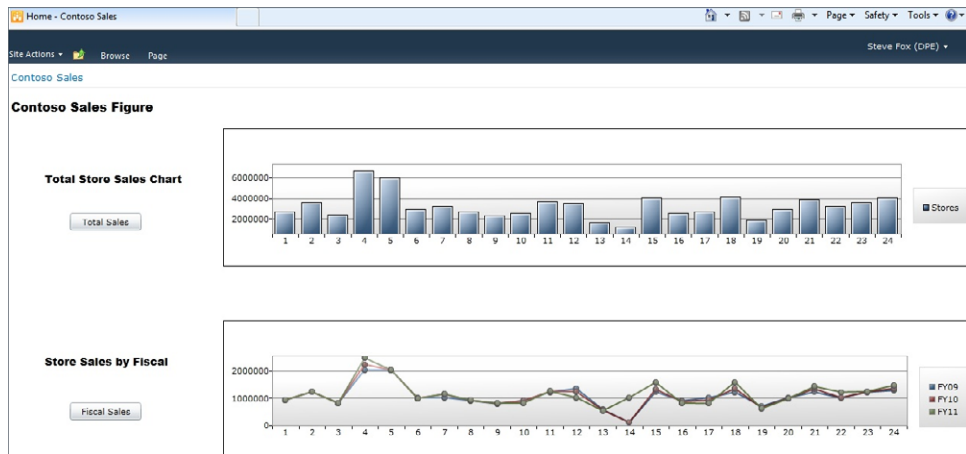 Home - Contoso Sales
Page Safety Tools
Steve Fox (DPE)
Site Actions Browse Page
Contoso Sales
Contoso Sales Figure
Total Store Sales Chart
Total Sales
6000000
4000000
2000000
1 2 3 4 5 6 7 8 9 10 11 12 13 14 15 16 17 18 19 20 21 22 23 24
Stores
Store Sales by Fiscal
Fiscal Sales
2000000
1000000
0
1 2 3 4 5 6 7 8 9 10 11 12 13 14 15 16 17 18 19 20 21 22 23 24
FY09
FY10
FY11